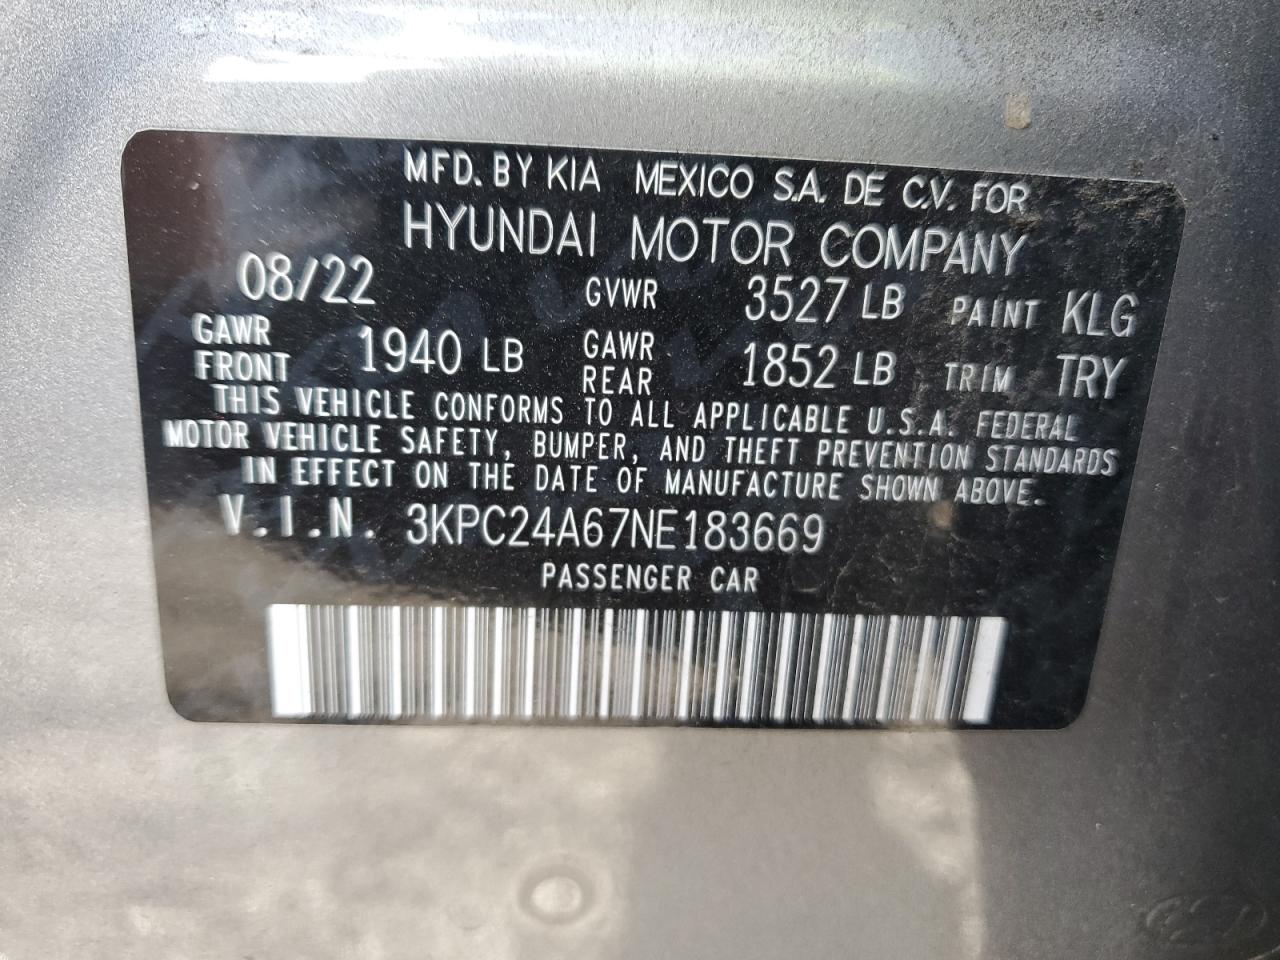 MFD. BY KIA MEXICO S.A. DE C.V. FOR
HYUNDAI MOTOR COMPANY
08/22 GVWR 3527 LB PAINT KLG
GAWR FRONT 1940 LB GAWR REAR 1852 LB TRIM TRY
THIS VEHICLE CONFORMS TO ALL APPLICABLE U.S.A. FEDERAL
MOTOR VEHICLE SAFETY, BUMPER, AND THEFT PREVENTION STANDARDS
IN EFFECT ON THE DATE OF MANUFACTURE SHOWN ABOVE.
V.I.N. 3KPC24A67NE183669
PASSENGER CAR